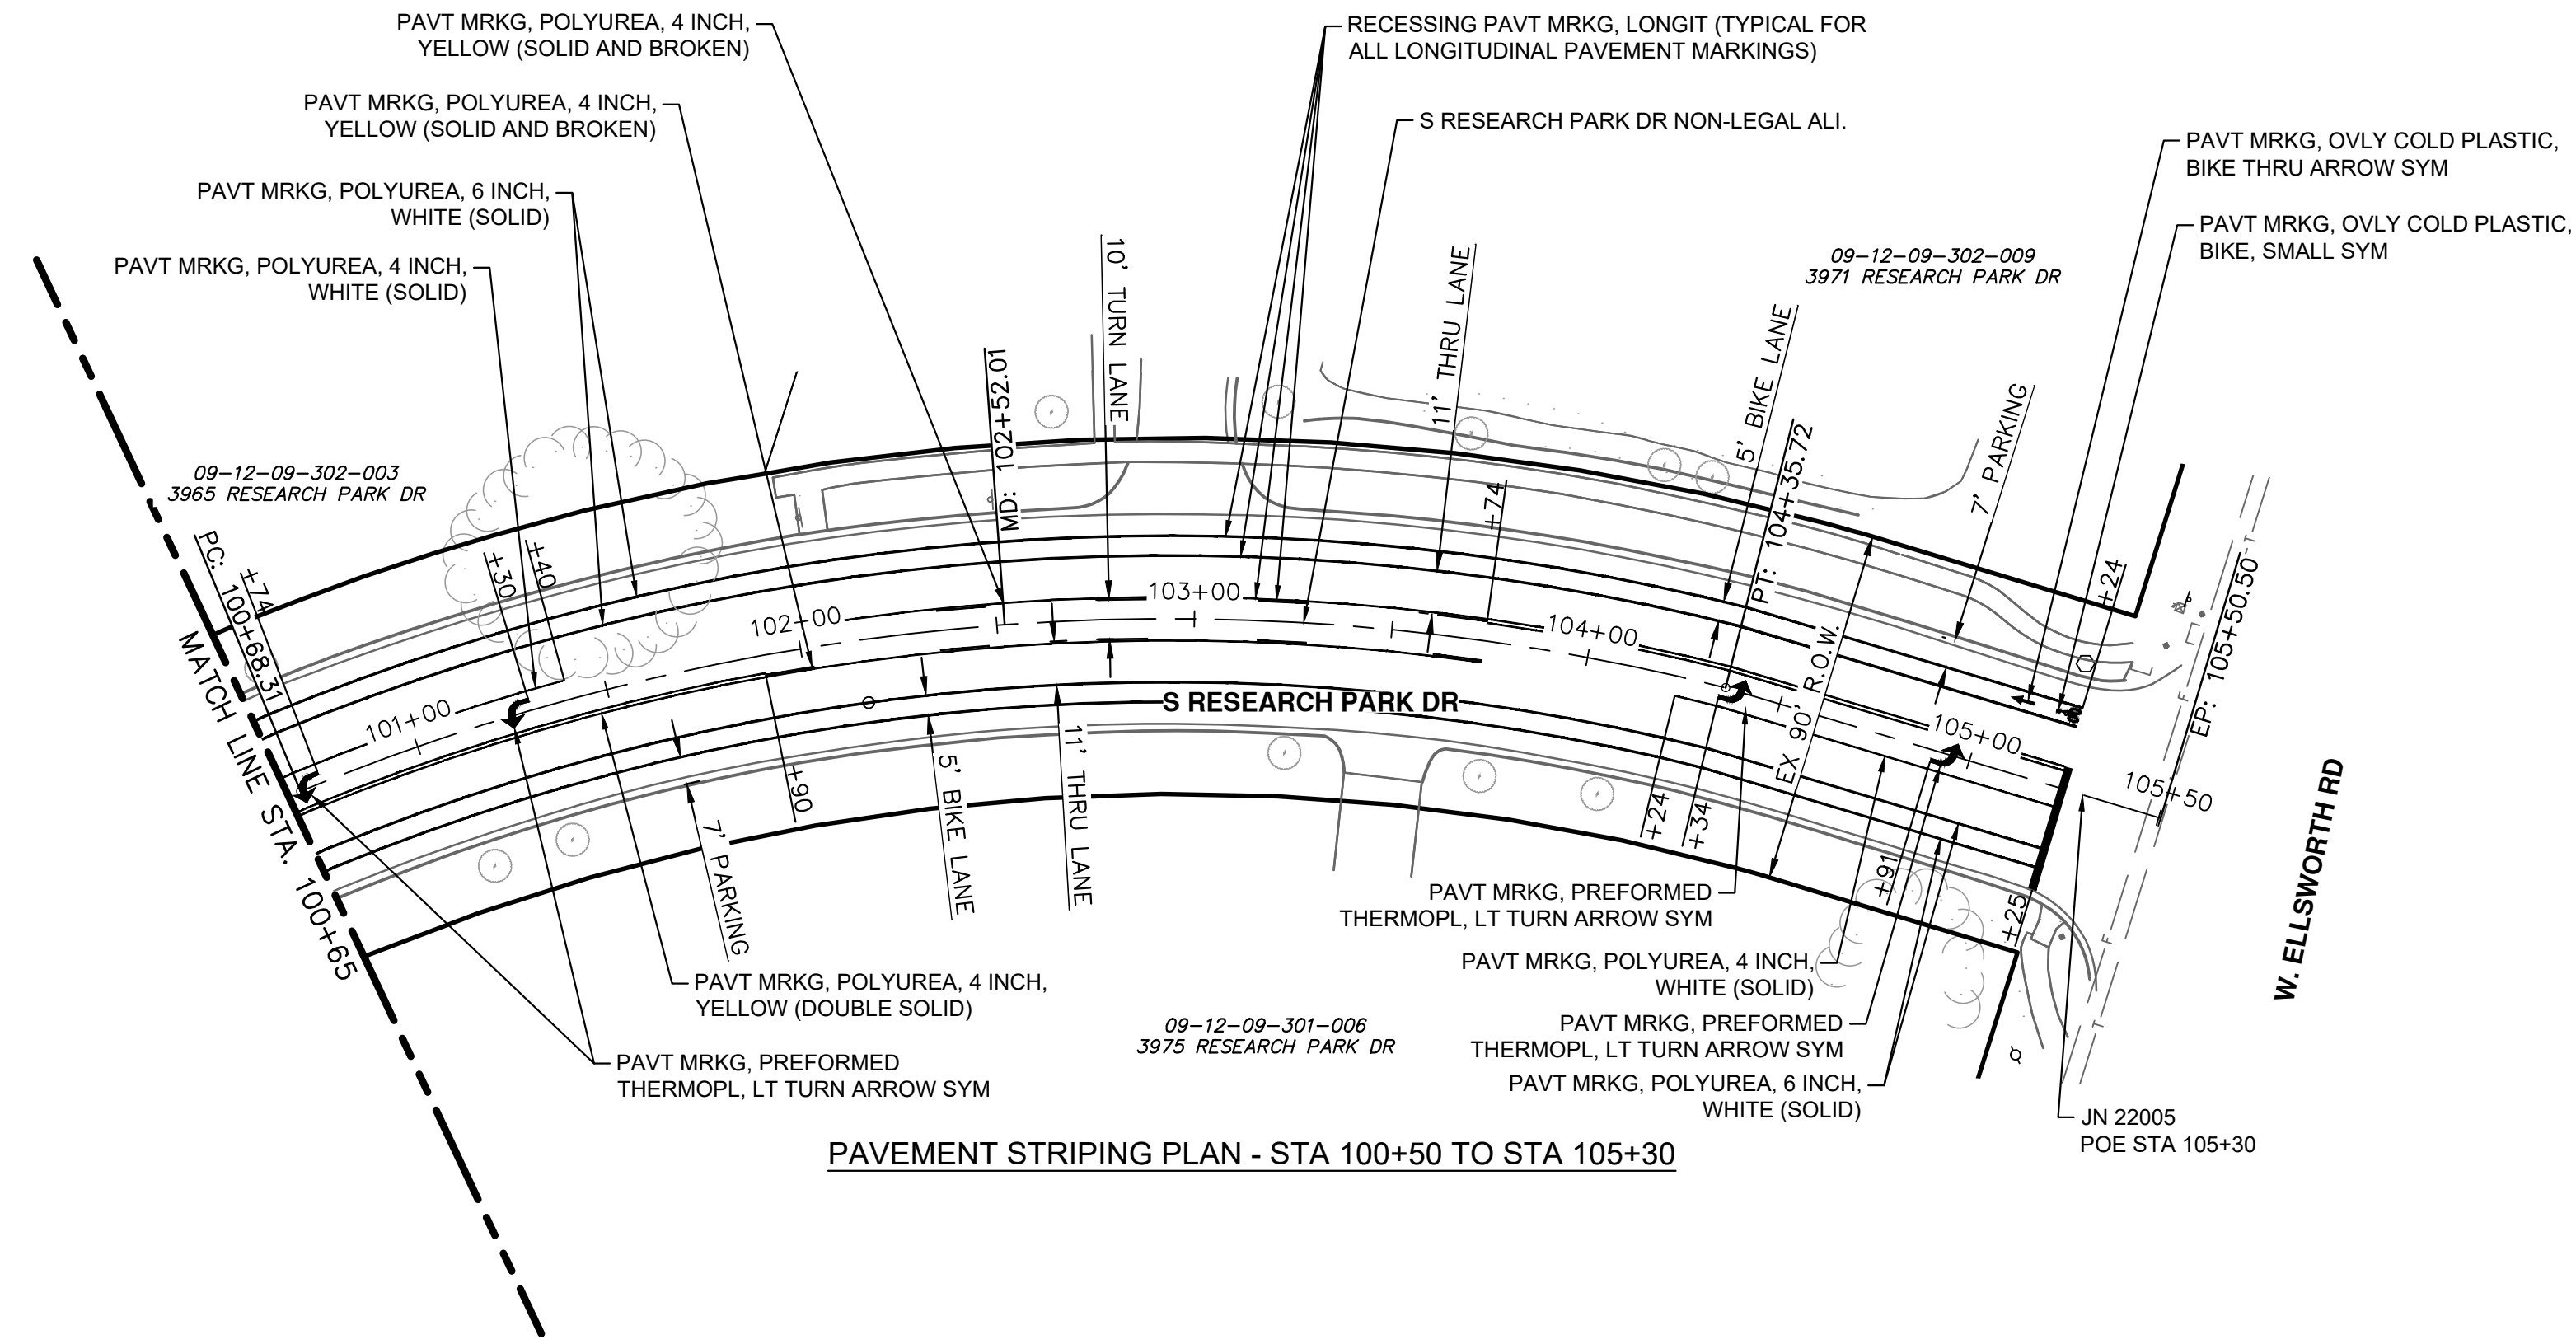 PAVT MRKG, POLYUREA, 4 INCH,
YELLOW (SOLID AND BROKEN)
PAVT MRKG, POLYUREA, 4 INCH,
YELLOW (SOLID AND BROKEN)
PAVT MRKG, POLYUREA, 6 INCH,
WHITE (SOLID)
PAVT MRKG, POLYUREA, 4 INCH,
WHITE (SOLID)
RECESSING PAVT MRKG, LONGIT (TYPICAL FOR
ALL LONGITUDINAL PAVEMENT MARKINGS)
S RESEARCH PARK DR NON-LEGAL ALI.
PAVT MRKG, OVLY COLD PLASTIC,
BIKE THRU ARROW SYM
PAVT MRKG, OVLY COLD PLASTIC,
BIKE, SMALL SYM
09-12-09-302-009
3971 RESEARCH PARK DR
09-12-09-302-003
3965 RESEARCH PARK DR
10' TURN LANE
11' THRU LANE
5' BIKE LANE
7' PARKING
MD: 102+52.01
PT: 104+35.72
PC: 100+68.31
+74
+30
+40
+74
+24
EP: 105+50.50
MATCH LINE STA. 100+65
101+00
102+00
103+00
104+00
105+00
105+50
S RESEARCH PARK DR
EX 90' R.O.W.
+90
7' PARKING
5' BIKE LANE
11' THRU LANE
+24
+34
+91
+25
T
F
F
T
W. ELLSWORTH RD
PAVT MRKG, PREFORMED
THERMOPL, LT TURN ARROW SYM
PAVT MRKG, POLYUREA, 4 INCH,
WHITE (SOLID)
PAVT MRKG, PREFORMED
THERMOPL, LT TURN ARROW SYM
PAVT MRKG, POLYUREA, 6 INCH,
WHITE (SOLID)
PAVT MRKG, POLYUREA, 4 INCH,
YELLOW (DOUBLE SOLID)
09-12-09-301-006
3975 RESEARCH PARK DR
PAVT MRKG, PREFORMED
THERMOPL, LT TURN ARROW SYM
JN 22005
POE STA 105+30
PAVEMENT STRIPING PLAN - STA 100+50 TO STA 105+30